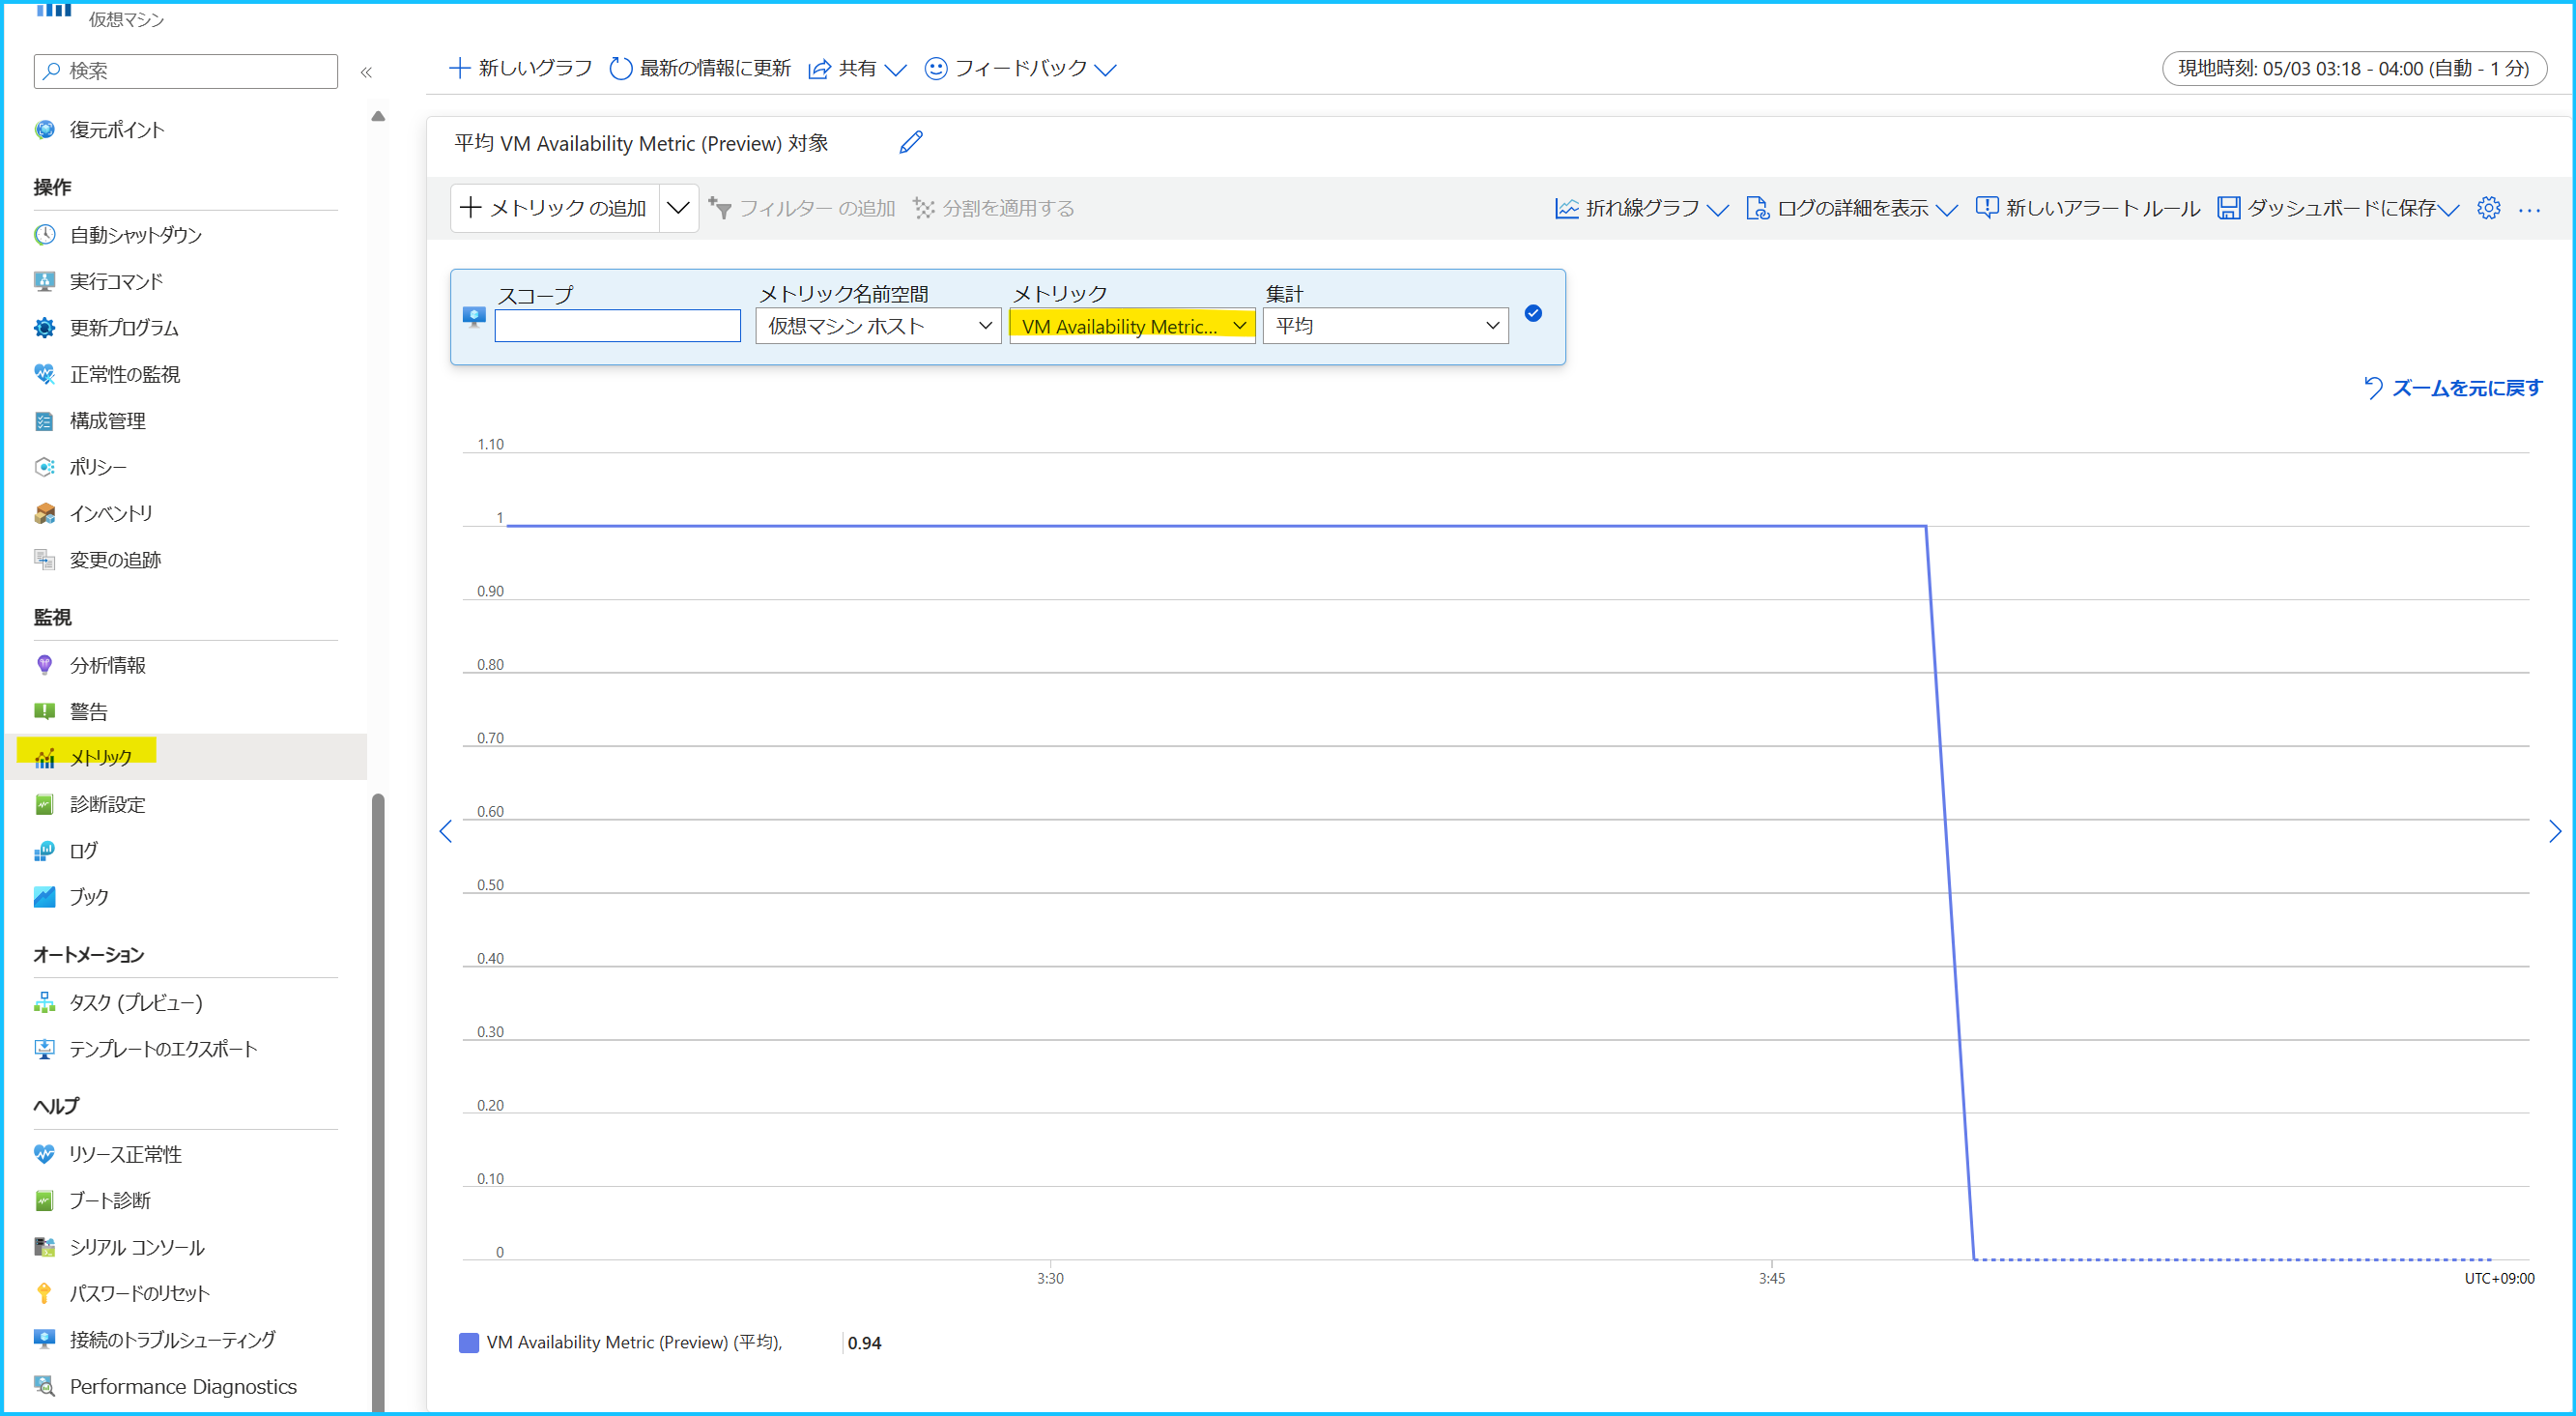 仮想マシン
検索
«
復元ポイント
操作
自動シャットダウン
実行コマンド
更新プログラム
正常性の監視
構成管理
ポリシー
インベントリ
変更の追跡
監視
分析情報
警告
メトリック
診断設定
ログ
ブック
オートメーション
タスク (プレビュー)
テンプレートのエクスポート
ヘルプ
リソース正常性
ブート診断
シリアル コンソール
パスワードのリセット
接続のトラブルシューティング
Performance Diagnostics
新しいグラフ 最新の情報に更新 共有 フィードバック
現地時刻: 05/03 03:18 - 04:00 (自動 - 1 分)
平均 VM Availability Metric (Preview) 対象
メトリック の追加 フィルター の追加 分割を適用する 折れ線グラフ ログの詳細を表示 新しいアラート ルール ダッシュボードに保存 ...
スコープ メトリック名前空間 メトリック 集計
仮想マシン ホスト VM Availability Metric... 平均
ズームを元に戻す
1.10
1
0.90
0.80
0.70
0.60
0.50
0.40
0.30
0.20
0.10
0
3:30 3:45 UTC+09:00
VM Availability Metric (Preview) (平均), 0.94